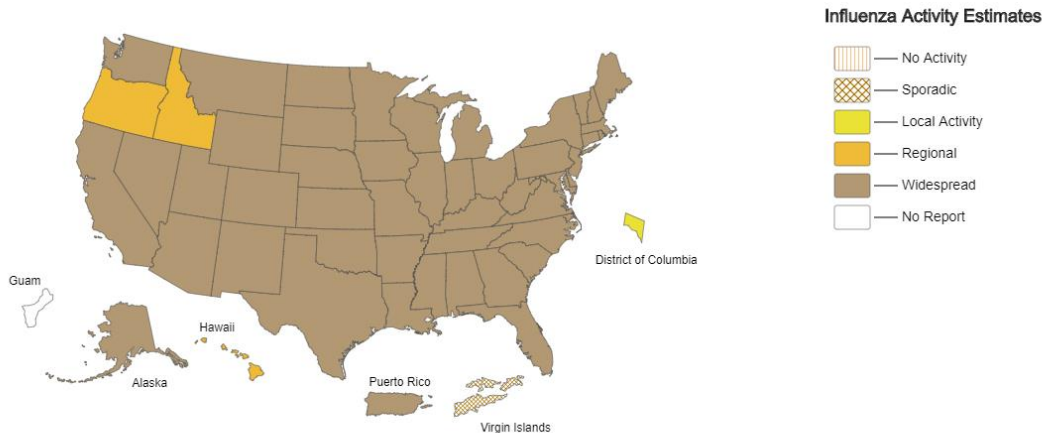 Influenza Activity Estimates
No Activity
Sporadic
Local Activity
Regional
Widespread
No Report
District of Columbia
Guam
Hawaii
Alaska
Puerto Rico
Virgin Islands